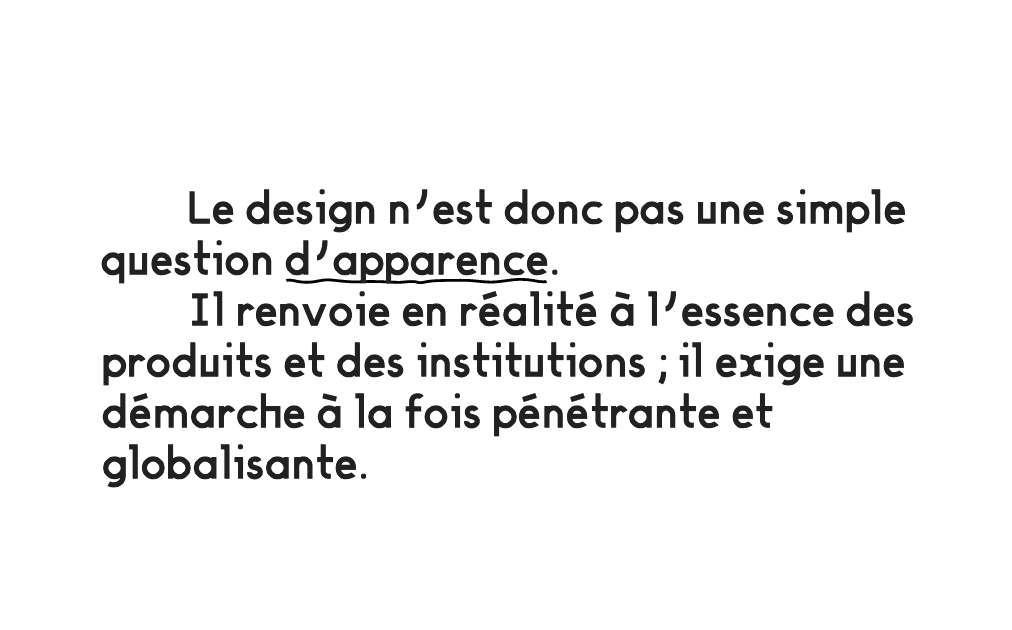 Le design n’est donc pas une simple
question d’apparence.
Il renvoie en réalité à l’essence des
produits et des institutions ; il exige une
démarche à la fois pénétrante et
globalisante.